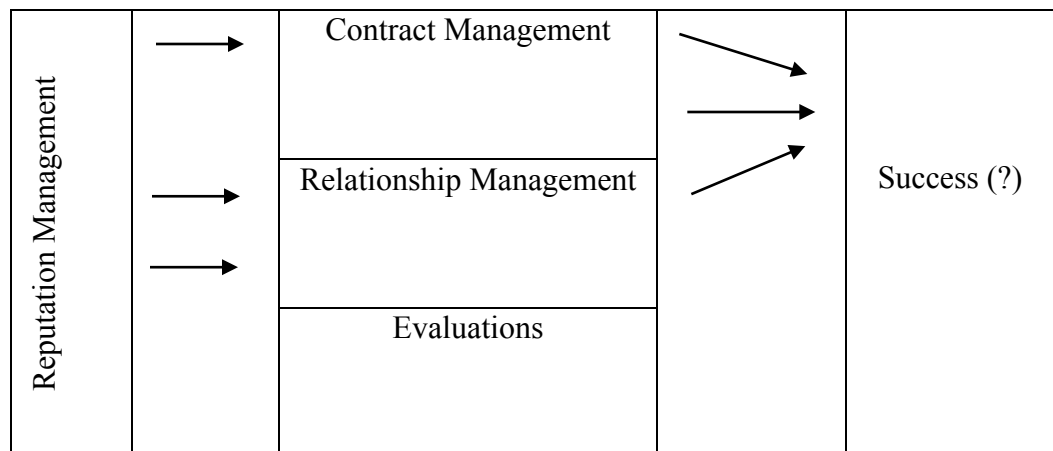 Reputation Management
Contract Management
Relationship Management
Evaluations
Success (?)